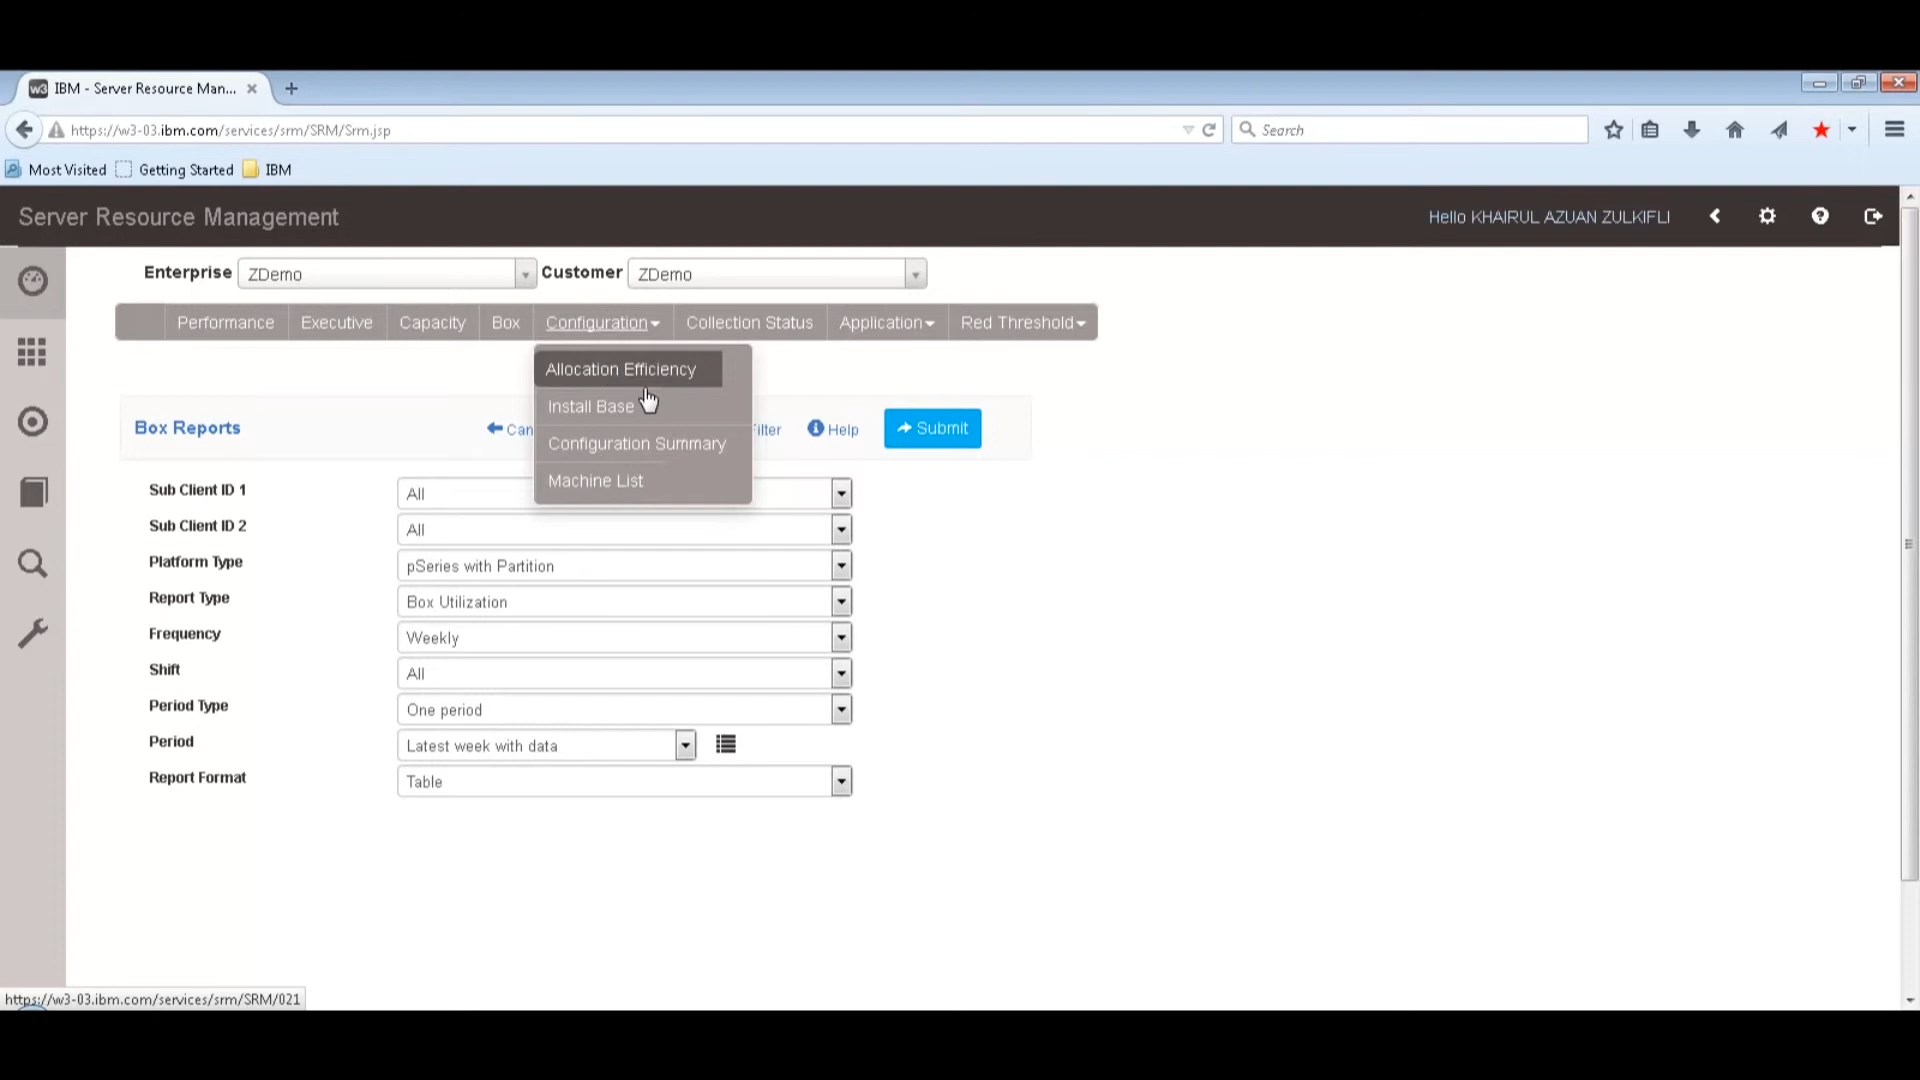 w3 IBM - Server Resource Man...
https://w3-03.ibm.com/services/srm/SRM/Srm.jsp
Search
Most Visited Getting Started IBM
Server Resource Management
Hello KHAIRUL AZUAN ZULKIFLI
Enterprise ZDemo Customer ZDemo
Performance Executive Capacity Box Configuration Collection Status Application Red Threshold
Allocation Efficiency
Install Base
Configuration Summary
Machine List
Box Reports Can ilter Help Submit
Sub Client ID 1 All
Sub Client ID 2 All
Platform Type pSeries with Partition
Report Type Box Utilization
Frequency Weekly
Shift All
Period Type One period
Period Latest week with data
Report Format Table
https://w3-03.ibm.com/services/srm/SRM/021